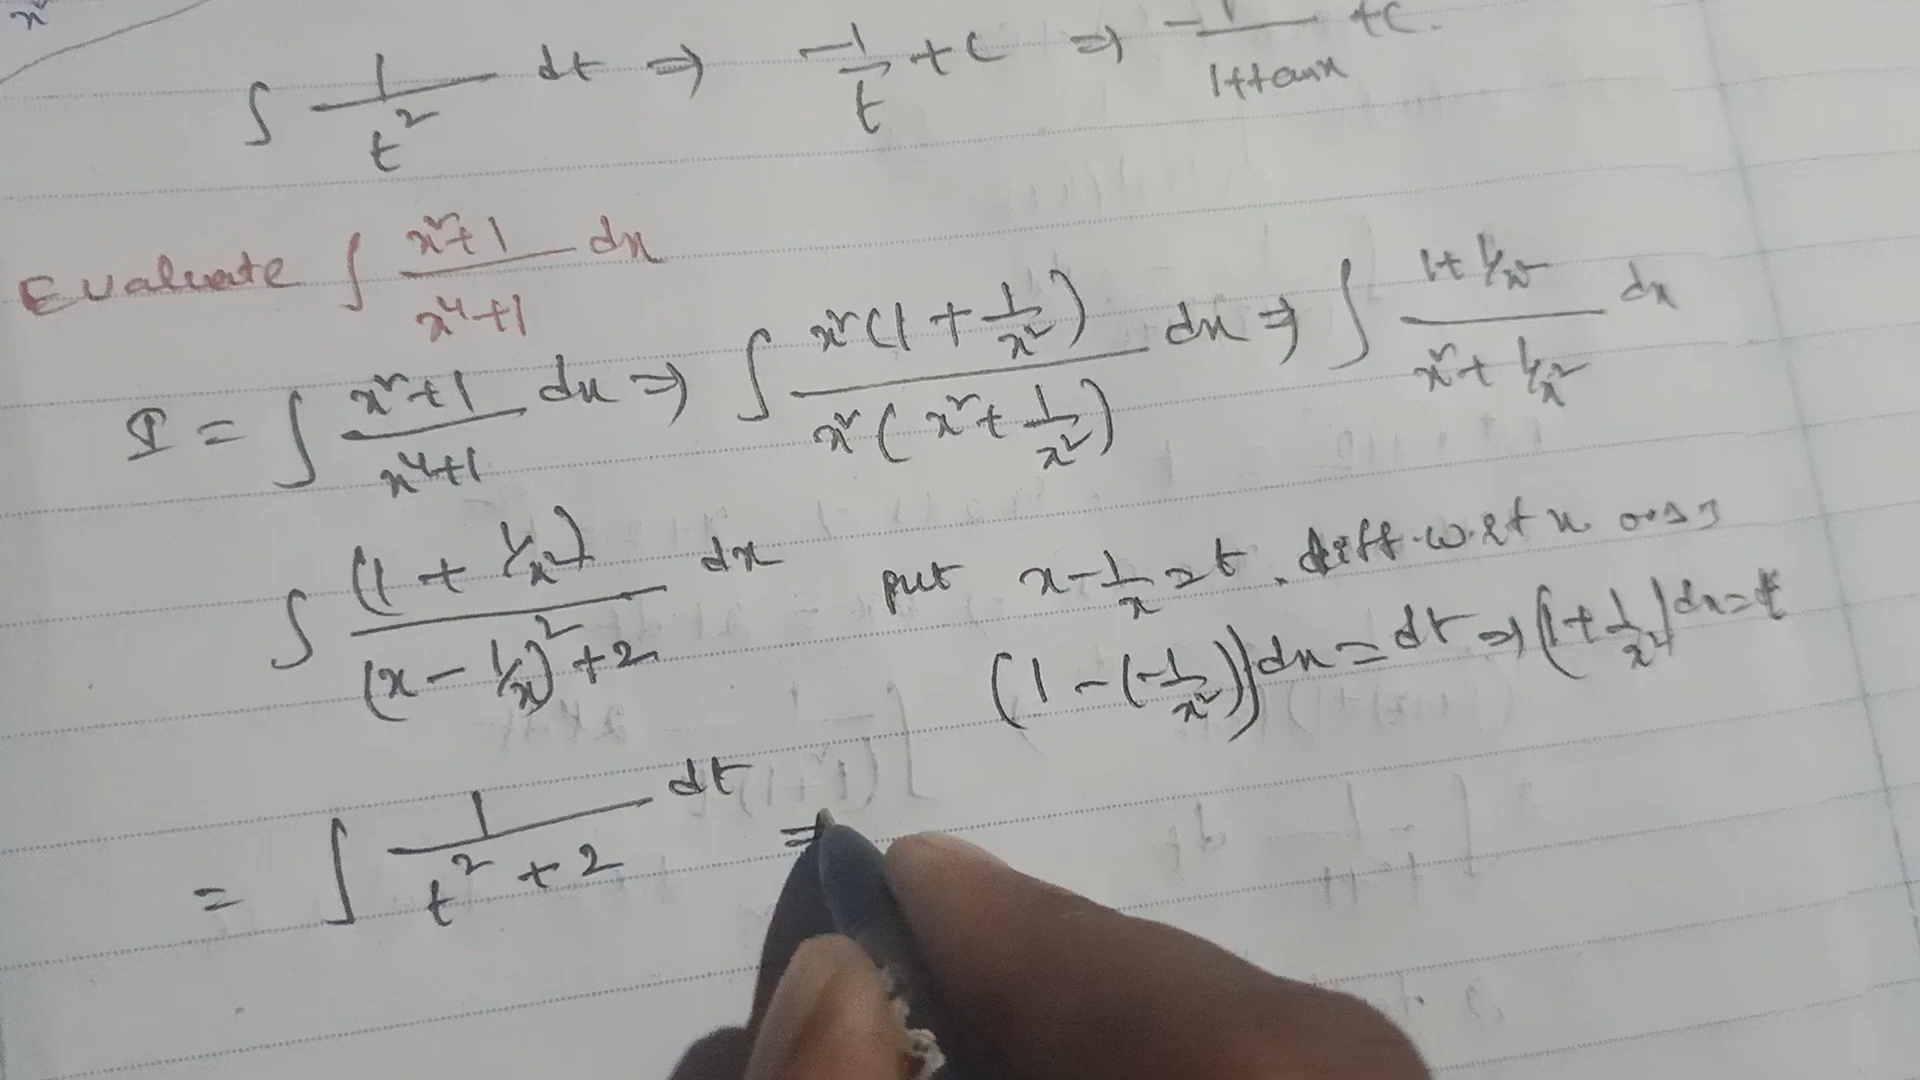 ∫ 1/t² dt ⇒ -1/t + c ⇒ -1/(1+tanx) + c.
Evaluate ∫ (x²+1)/(x⁴+1) dx
I = ∫ (x²+1)/(x⁴+1) dx ⇒ ∫ x²(1 + 1/x²)/x²(x² + 1/x²) dx ⇒ ∫ (1 + 1/x²)/(x² + 1/x²) dx
∫ (1 + 1/x²)/((x - 1/x)² + 2) dx put x - 1/x = t. diff. w.r.t x
(1 - (-1/x²)) dx = dt ⇒ (1 + 1/x²) dx =
= ∫ 1/(t² + 2) dt =